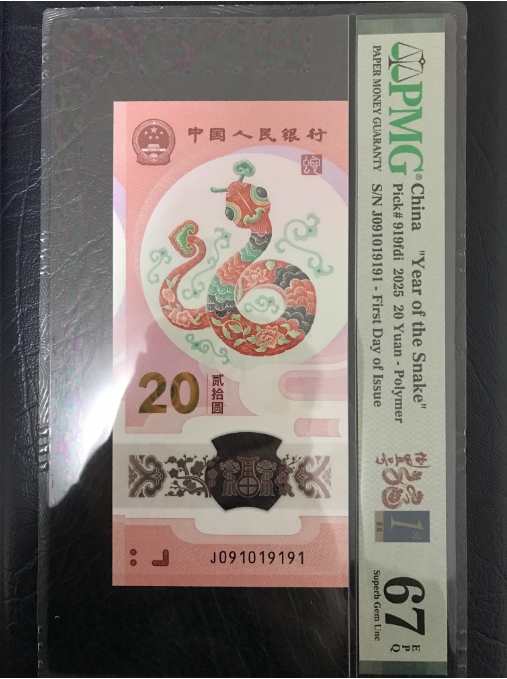 中国人民银行
20
贰拾圆
J091019191
PMG®
PAPER MONEY GUARANTY
China "Year of the Snake"
Pick# 919fdi 2025 20 Yuan - Polymer
S/N J091019191 - First Day of Issue
1st
67
EPQ
Superb Gem Unc